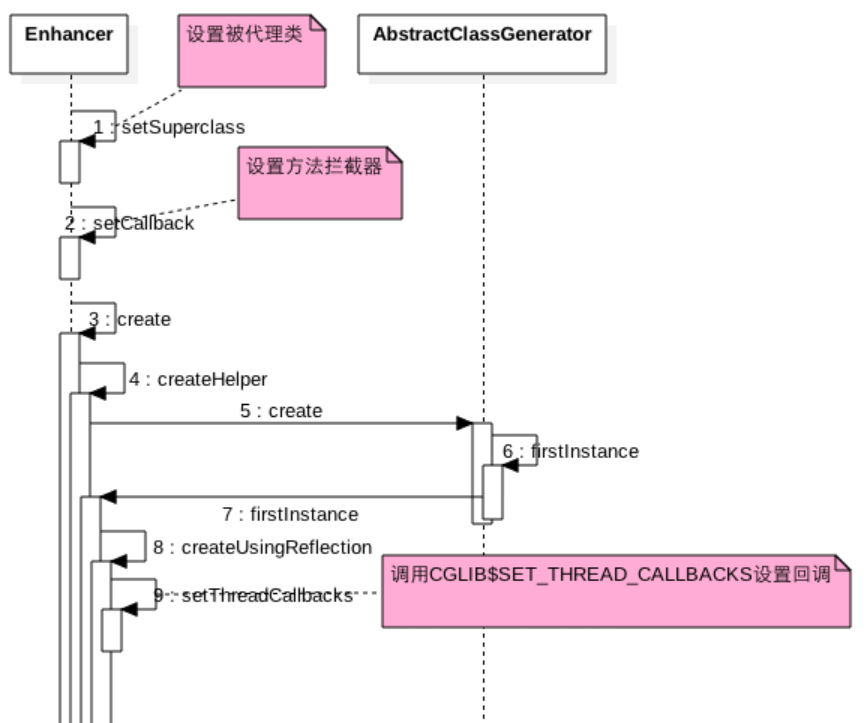 Enhancer
设置被代理类
AbstractClassGenerator
1 : setSuperclass
设置方法拦截器
2 : setCallback
3 : create
4 : createHelper
5 : create
6 : firstInstance
7 : firstInstance
8 : createUsingReflection
调用CGLIB$SET_THREAD_CALLBACKS设置回调
9 : setThreadCallbacks